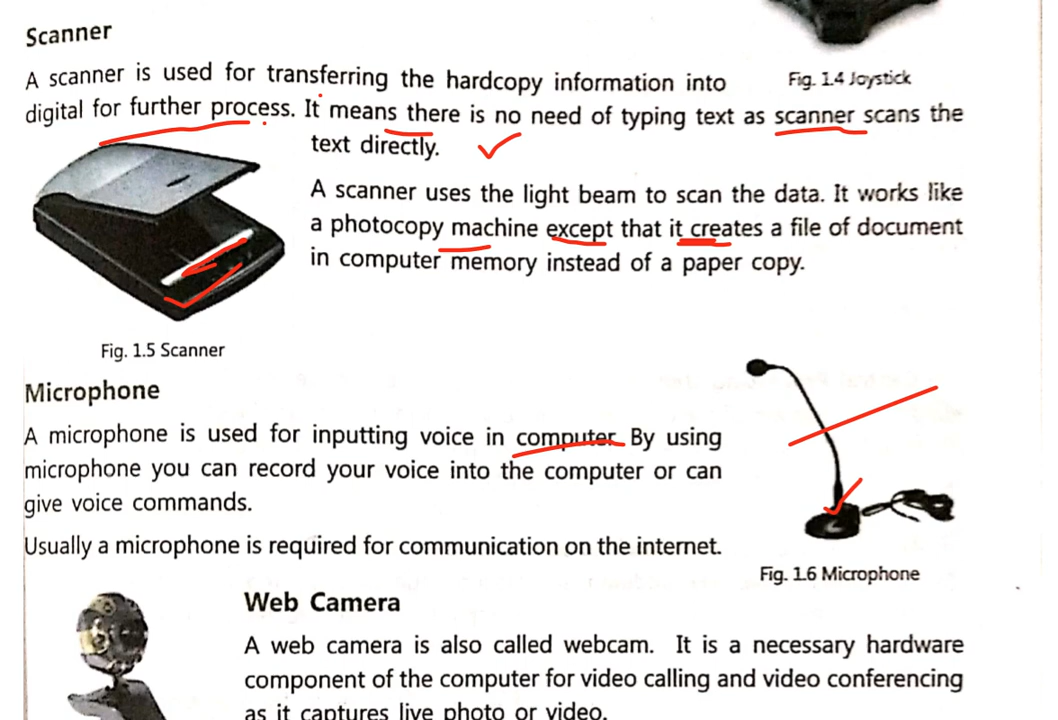 Scanner
Fig. 1.4 Joystick
A scanner is used for transferring the hardcopy information into
digital for further process. It means there is no need of typing text as scanner scans the
text directly.
A scanner uses the light beam to scan the data. It works like
a photocopy machine except that it creates a file of document
in computer memory instead of a paper copy.
Fig. 1.5 Scanner
Microphone
A microphone is used for inputting voice in computer. By using
microphone you can record your voice into the computer or can
give voice commands.
Usually a microphone is required for communication on the internet.
Fig. 1.6 Microphone
Web Camera
A web camera is also called webcam. It is a necessary hardware
component of the computer for video calling and video conferencing
as it captures live photo or video.